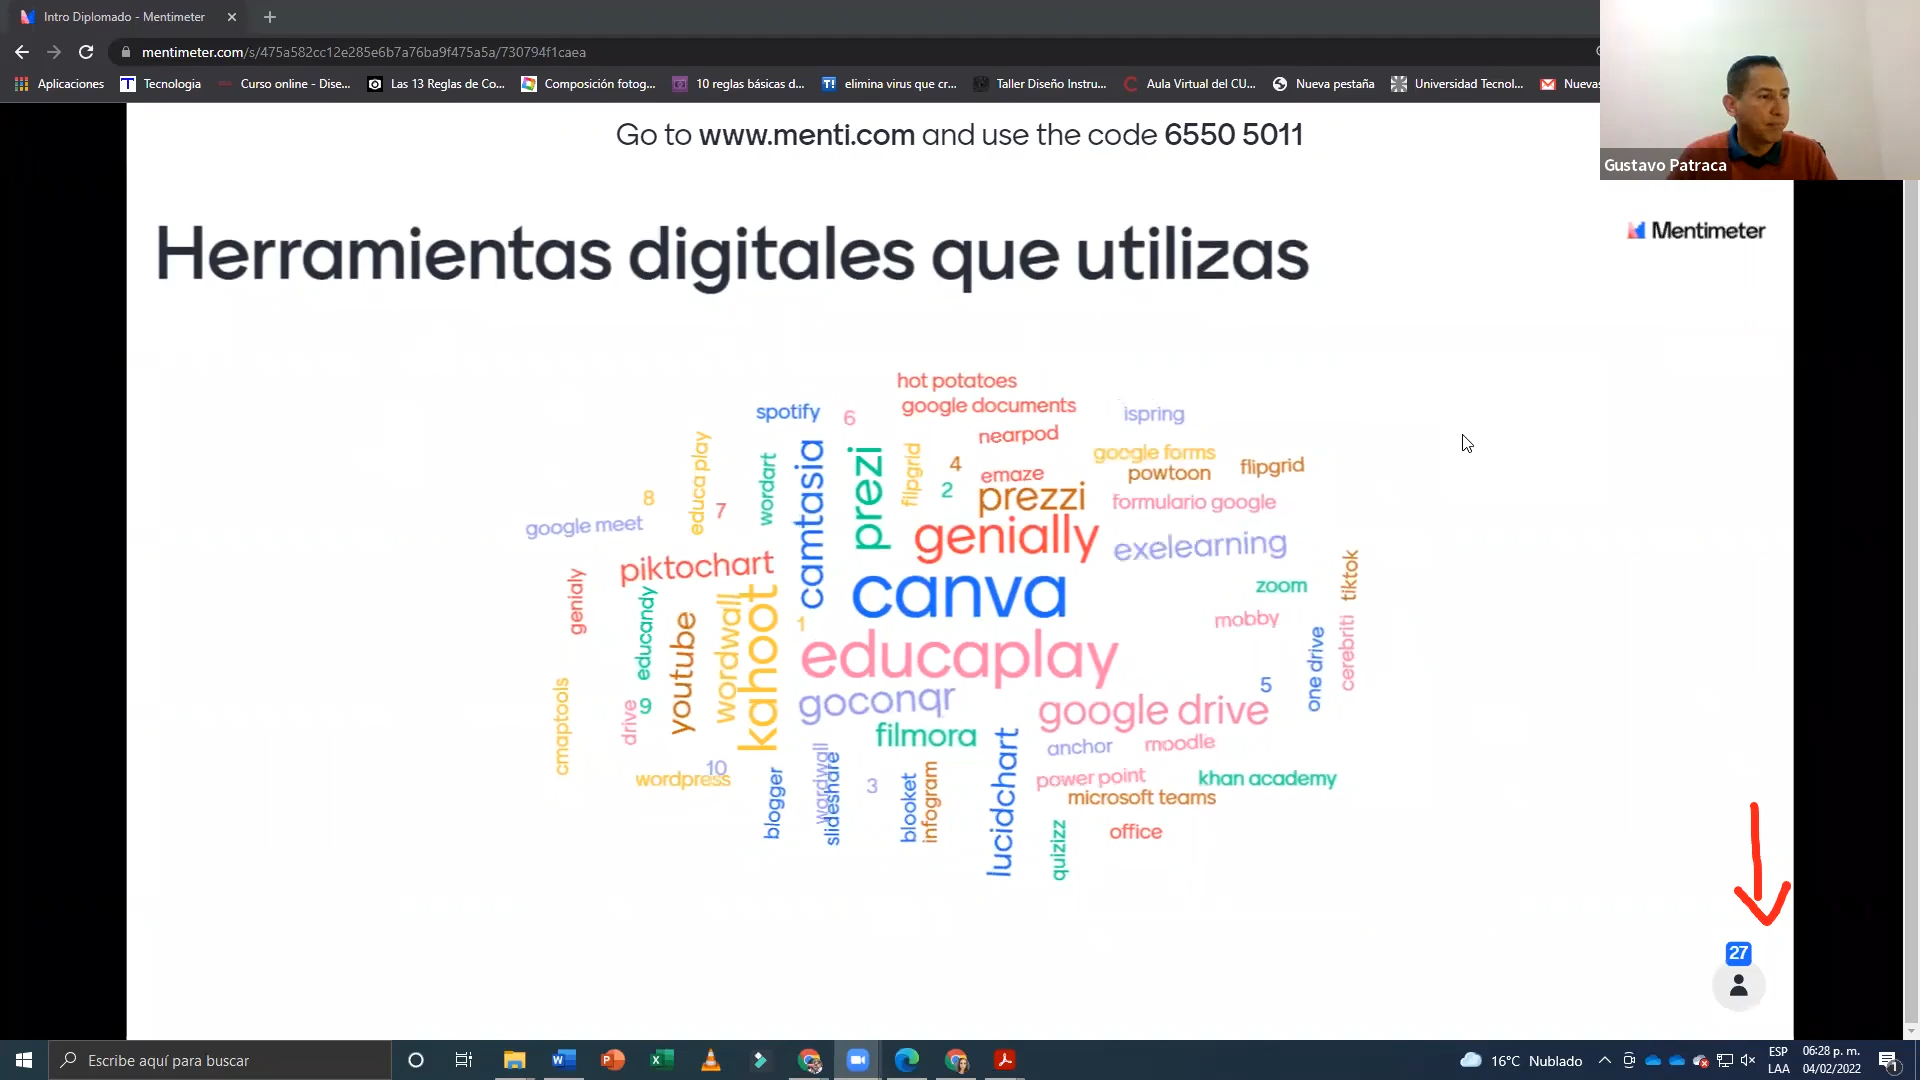 Intro Diplomado - Mentimeter
mentimeter.com/s/475a582cc12e285e6b7a76ba9f475a5a/730794f1caea
Aplicaciones
Tecnologia
Curso online - Dise...
Las 13 Reglas de Co...
Composición fotog...
10 reglas básicas d...
elimina virus que cr...
Taller Diseño Instru...
Aula Virtual del CU...
Nueva pestaña
Universidad Tecnol...
Nuevas
Gustavo Patraca
Go to www.menti.com and use the code 6550 5011
Mentimeter
Herramientas digitales que utilizas
hot potatoes
spotify
6
google documents
ispring
nearpod
educa play
wordart
camtasia
prezi
flipgrid
4
google forms
powtoon
flipgrid
emaze
2
prezzi
formulario google
8
7
google meet
genially
exelearning
piktochart
canva
genialy
educandy
youtube
wordwall
kahoot
1
zoom
tiktok
mobby
educaplay
one drive
cerebriti
5
goconqr
google drive
drive
9
cmaptools
filmora
lucidchart
anchor
moodle
wordpress
10
blogger
wardwall
slideshare
3
blooket
infogram
power point
khan academy
microsoft teams
quizizz
office
27
Escribe aquí para buscar
16°C Nublado
ESP
LAA
06:28 p. m.
04/02/2022
1